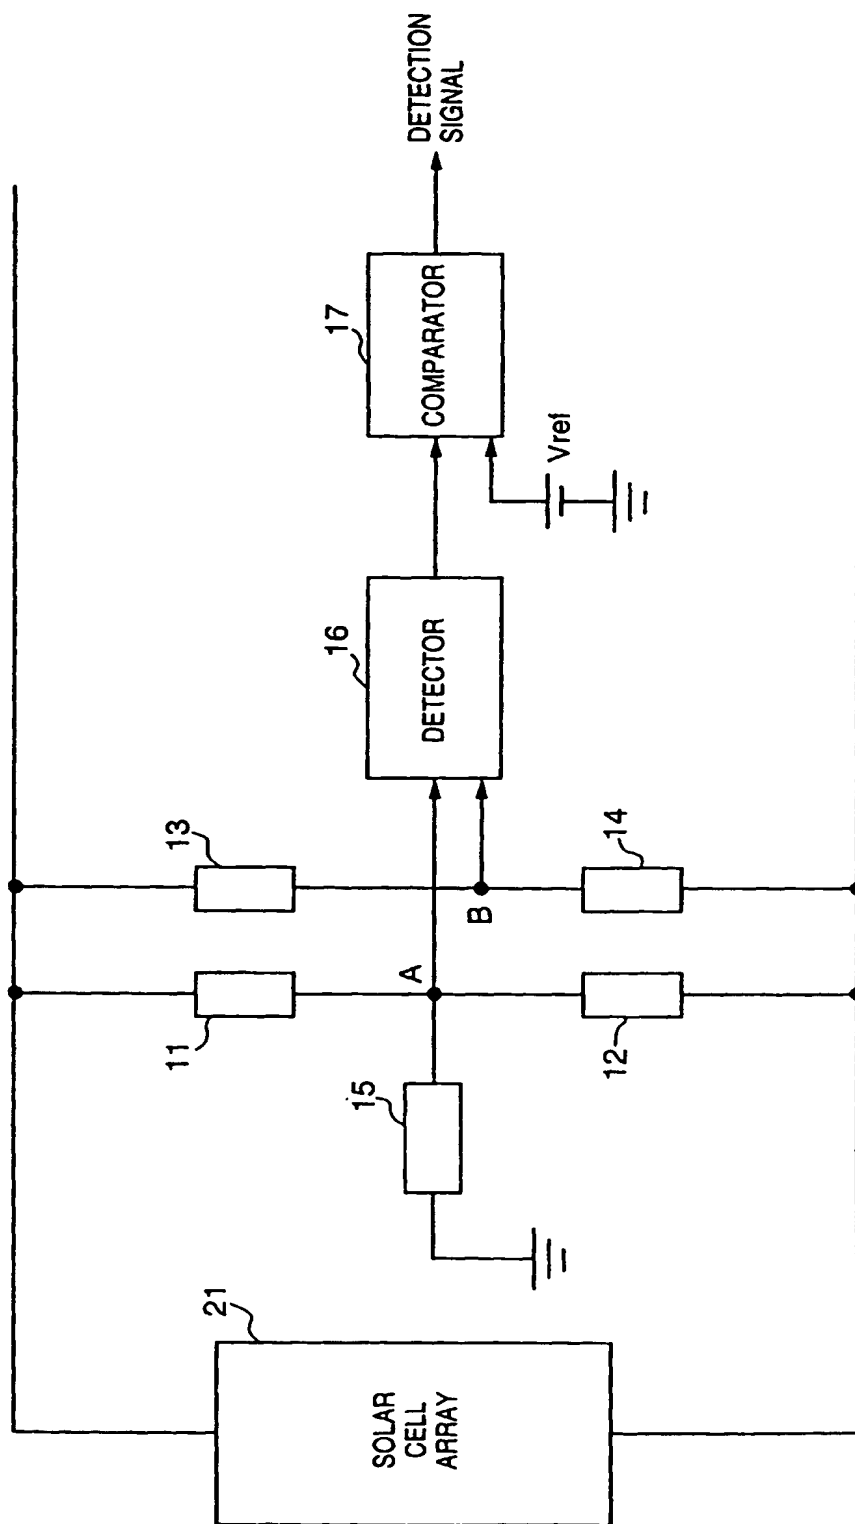 21
SOLAR
CELL
ARRAY
15
11
A
12
13
B
14
16
DETECTOR
17
COMPARATOR
Vref
DETECTION
SIGNAL